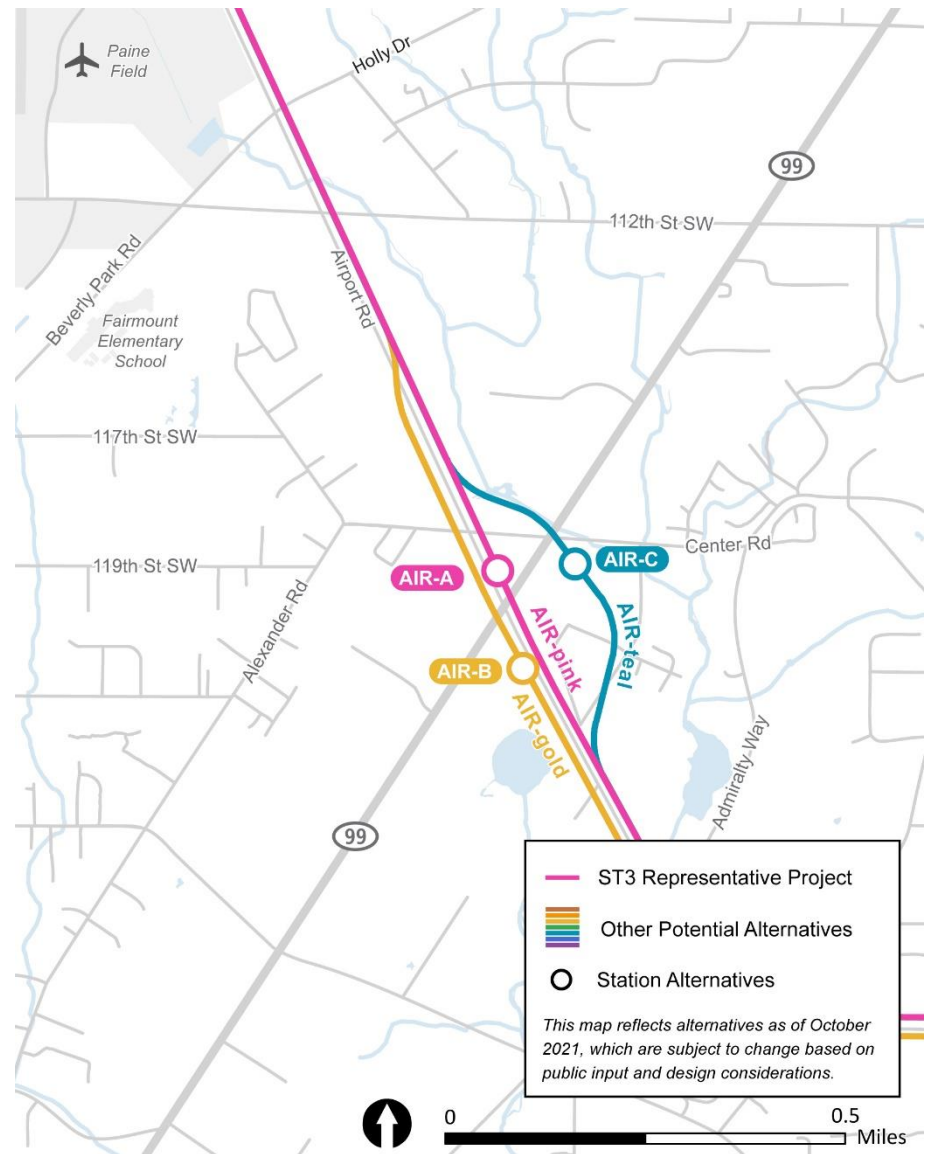 Paine
Field
Holly Dr
99
112th St SW
Beverly Park Rd
Airport Rd
Fairmount
Elementary
School
117th St SW
Center Rd
119th St SW
AIR-A
AIR-C
Alexander Rd
AIR-pink
AIR-teal
AIR-B
AIR-gold
Admiralty Way
99
ST3 Representative Project
Other Potential Alternatives
Station Alternatives
This map reflects alternatives as of October
2021, which are subject to change based on
public input and design considerations.
0
0.5
Miles